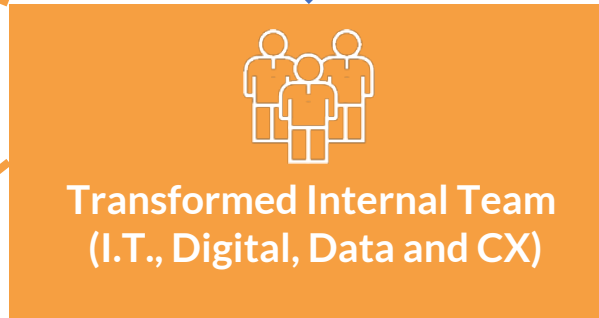 Transformed Internal Team
(I.T., Digital, Data and CX)